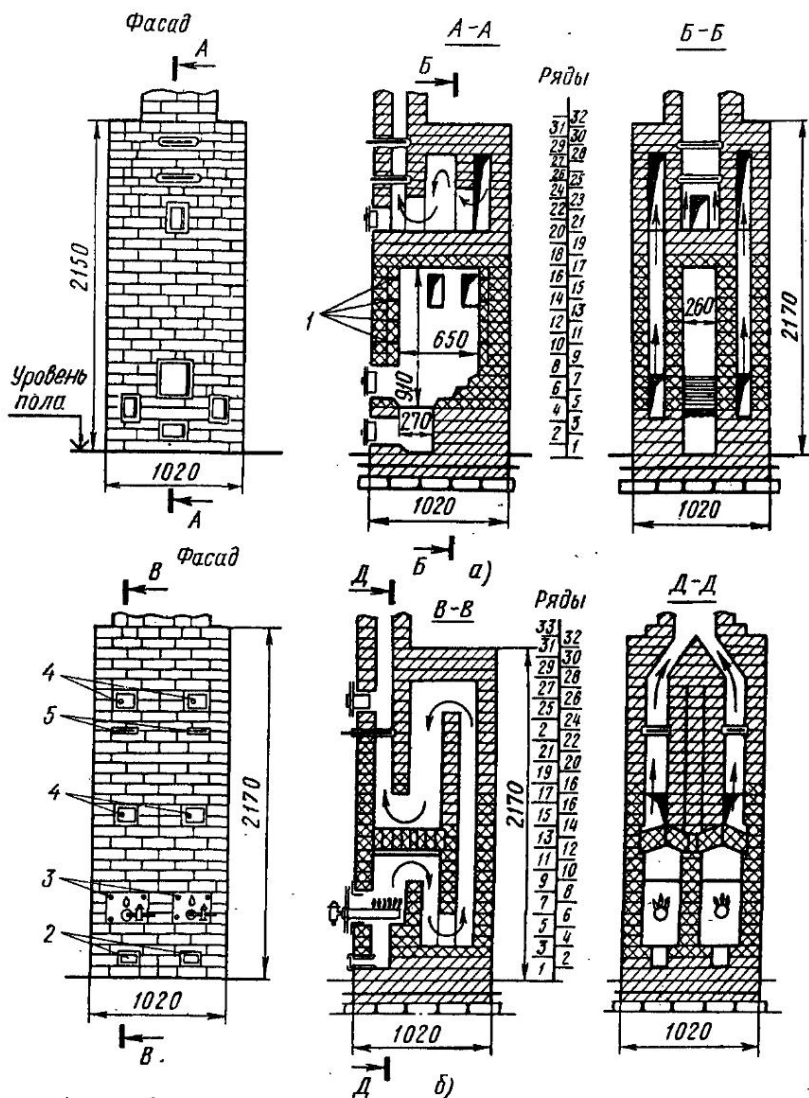 Фасад
А
А-А
Б
Б-Б
Ряды
31 32
29 30
27 28
26 25
24
22 23
20 21
18 19
16 17
14 15
12 13
10 11
8 9
6 7
4 5
2 3
1
2150
2170
1
650
910
270
260
Уровень
пола
1020
1020
1020
А
Б
а)
Фасад
В
Д
В-В
Ряды
Д-Д
33
31 32
29 30
27 28
25 26
2 24
21 22
19 20
17 16
15 16
13 14
11 12
9 10
7 8
5 6
3 4
1 2
4
5
4
3
2
2170
2170
1020
1020
1020
В
Д
б)